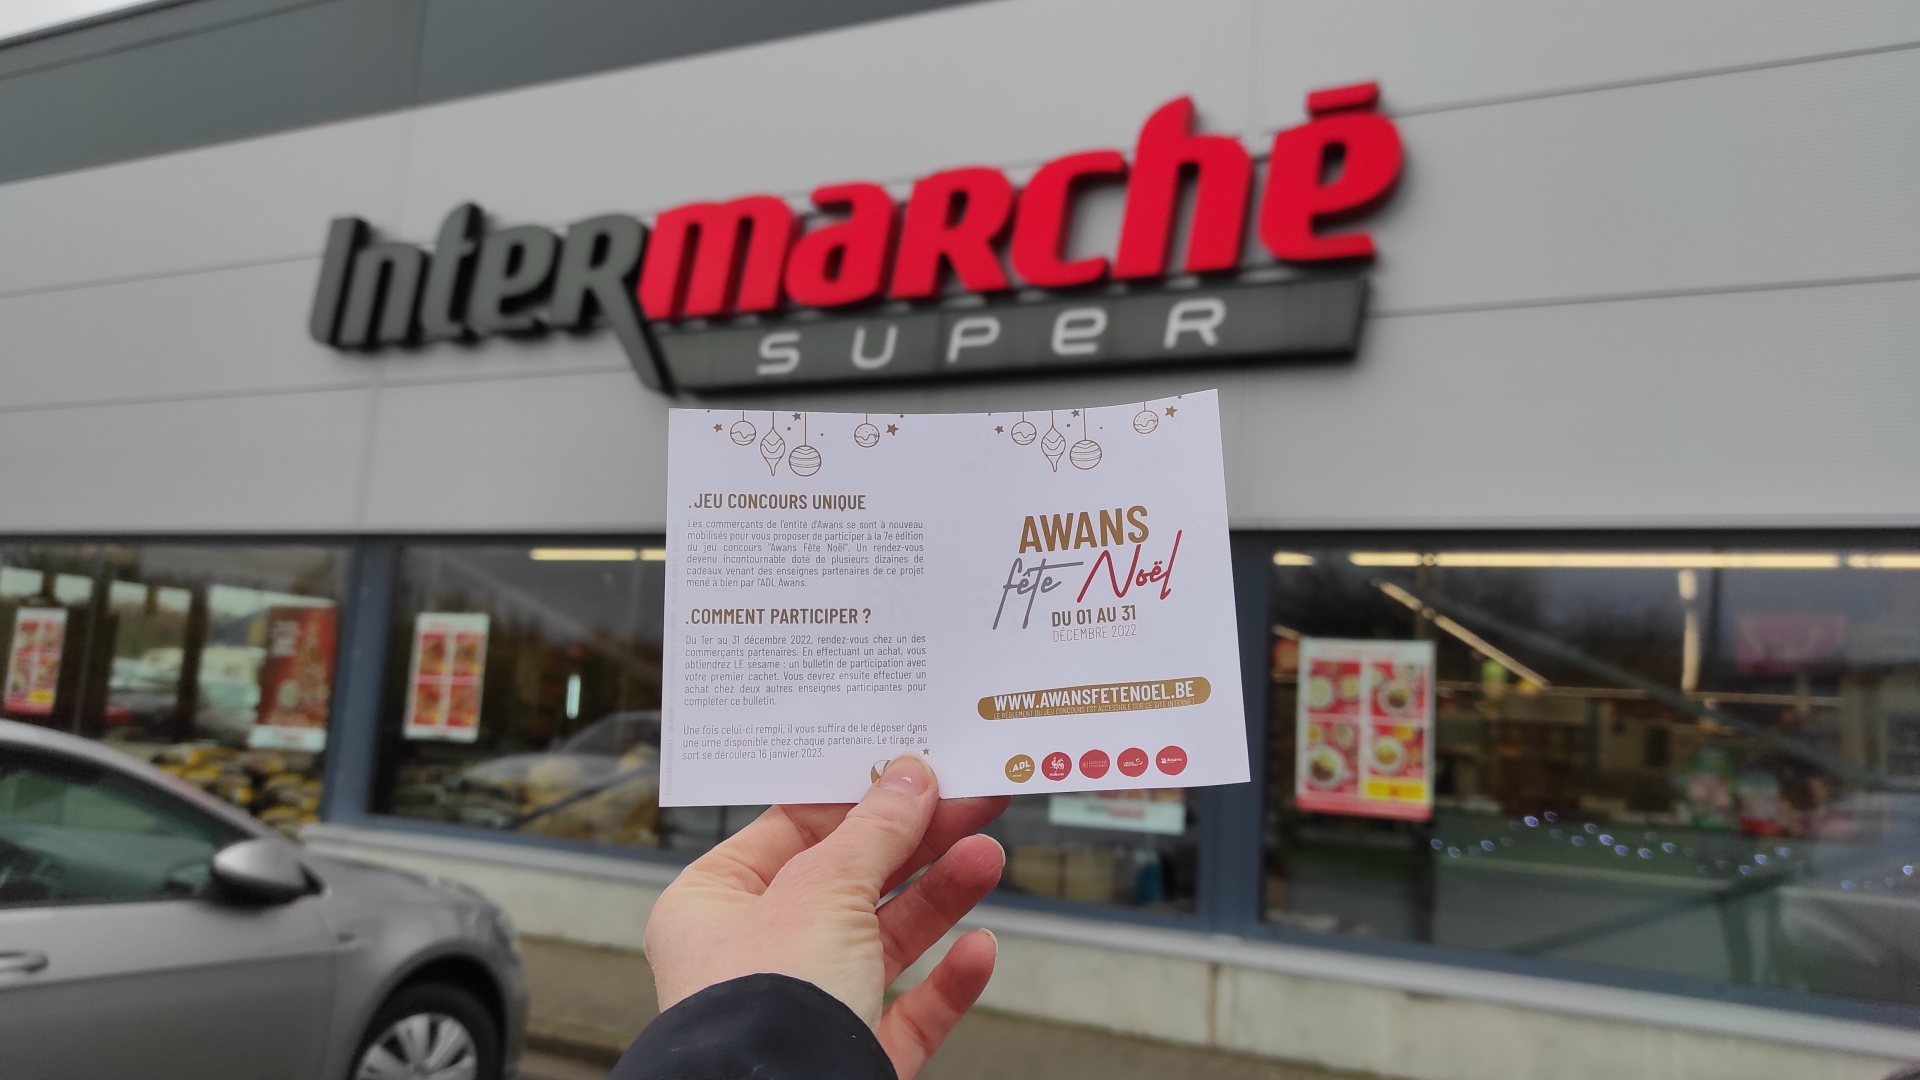 InterMarché
SUPER
.JEU CONCOURS UNIQUE
Les commerçants de l'entité d'Awans se sont à nouveau
mobilisés pour vous proposer de participer à la 7e édition
du jeu concours "Awans Fête Noël". Un rendez-vous
devenu incontournable doté de plusieurs dizaines de
cadeaux venant des enseignes partenaires de ce projet
mené à bien par l'ADL Awans.
.COMMENT PARTICIPER ?
Du 1er au 31 décembre 2022, rendez-vous chez un des
commerçants partenaires. En effectuant un achat, vous
obtiendrez LE sésame : un bulletin de participation avec
votre premier cachet. Vous devrez ensuite effectuer un
achat chez deux autres enseignes participantes pour
compléter ce bulletin.
Une fois celui-ci rempli, il vous suffira de le déposer dans
une urne disponible chez chaque partenaire. Le tirage au
sort se déroulera 16 janvier 2023.
AWANS
fête Noël
DU 01 AU 31
DÉCEMBRE 2022
WWW.AWANSFETENOEL.BE
LE RÈGLEMENT DU JEU CONCOURS EST ACCESSIBLE SUR CE SITE INTERNET
.ADL